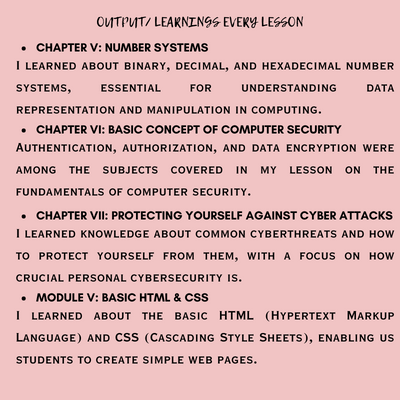 OUTPUT/ LEARNINGS EVERY LESSON
• CHAPTER V: NUMBER SYSTEMS
I LEARNED ABOUT BINARY, DECIMAL, AND HEXADECIMAL NUMBER
SYSTEMS, ESSENTIAL FOR UNDERSTANDING DATA
REPRESENTATION AND MANIPULATION IN COMPUTING.
• CHAPTER VI: BASIC CONCEPT OF COMPUTER SECURITY
AUTHENTICATION, AUTHORIZATION, AND DATA ENCRYPTION WERE
AMONG THE SUBJECTS COVERED IN MY LESSON ON THE
FUNDAMENTALS OF COMPUTER SECURITY.
• CHAPTER VII: PROTECTING YOURSELF AGAINST CYBER ATTACKS
I LEARNED KNOWLEDGE ABOUT COMMON CYBERTHREATS AND HOW
TO PROTECT YOURSELF FROM THEM, WITH A FOCUS ON HOW
CRUCIAL PERSONAL CYBERSECURITY IS.
• MODULE V: BASIC HTML & CSS
I LEARNED ABOUT THE BASIC HTML (HYPERTEXT MARKUP
LANGUAGE) AND CSS (CASCADING STYLE SHEETS), ENABLING US
STUDENTS TO CREATE SIMPLE WEB PAGES.